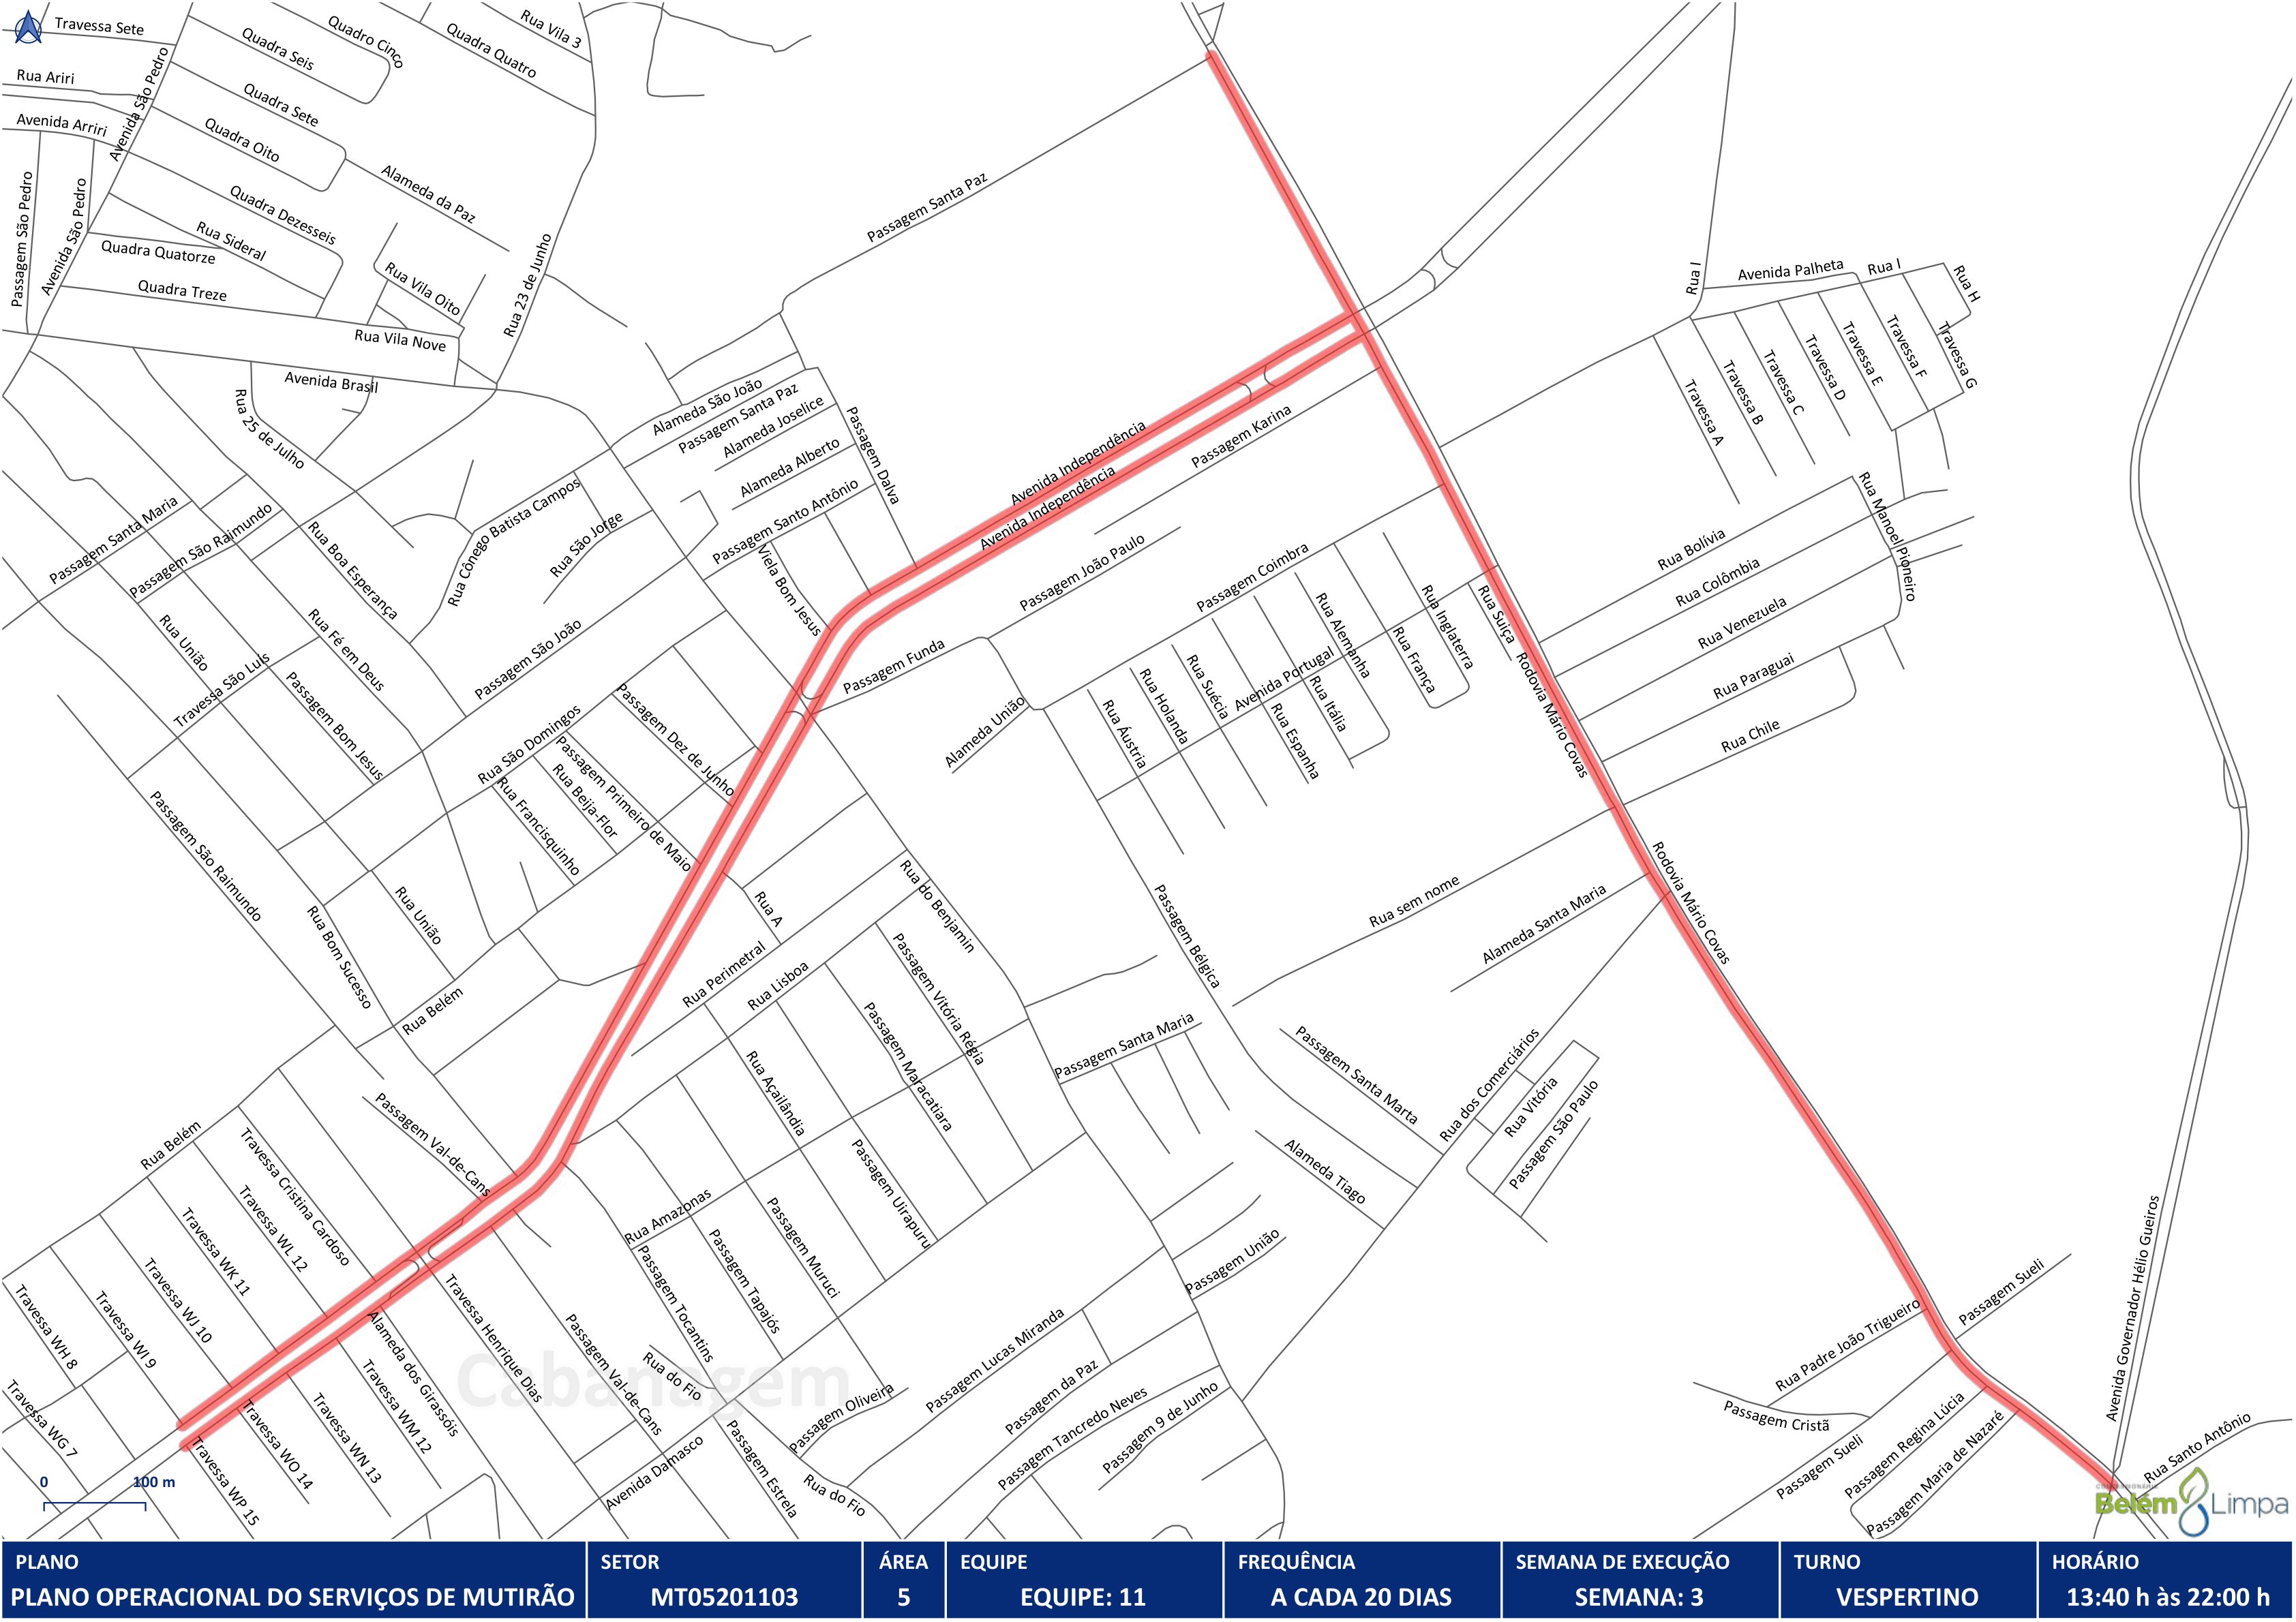 Travessa Sete
Quadra Seis
Quadro Cinco
Quadra Quatro
Rua Vila 3
Rua Ariri
Avenida São Pedro
Quadra Sete
Avenida Arriri
Quadra Oito
Alameda da Paz
Passagem São Pedro
Avenida São Pedro
Quadra Dezesseis
Rua Sideral
Quadra Quatorze
Quadra Treze
Rua Vila Oito
Rua 23 de Junho
Rua Vila Nove
Avenida Brasil
Rua 25 de Julho
Passagem Santa Paz
Alameda São João
Passagem Santa Paz
Alameda Joselice
Alameda Alberto
Passagem Dalva
Passagem Santo Antônio
Viela Bom Jesus
Avenida Independência
Avenida Independência
Passagem Karina
Passagem João Paulo
Passagem Coimbra
Passagem Funda
Alameda União
Rua I
Avenida Palheta
Rua I
Rua H
Travessa A
Travessa B
Travessa C
Travessa D
Travessa E
Travessa F
Travessa G
Rua Manoel Pioneiro
Rua Bolívia
Rua Colômbia
Rua Venezuela
Rua Paraguai
Rua Chile
Rua Suiça
Rua Inglaterra
Rua França
Rua Alemanha
Avenida Portugal
Rua Itália
Rua Espanha
Rua Suécia
Rua Holanda
Rua Áustria
Rodovia Mário Covas
Rodovia Mário Covas
Passagem Santa Maria
Passagem São Raimundo
Rua Boa Esperança
Rua Cônego Batista Campos
Rua São Jorge
Rua União
Rua Fé em Deus
Travessa São Luis
Passagem Bom Jesus
Passagem São João
Rua São Domingos
Passagem Dez de Junho
Passagem Primeiro de Maio
Rua Beija-Flor
Rua Francisquinho
Passagem São Raimundo
Rua Bom Sucesso
Rua União
Rua Belém
Rua A
Rua do Benjamin
Rua Perimetral
Rua Lisboa
Passagem Vitória Régia
Passagem Maracatiara
Rua Açailândia
Passagem Uirapuru
Passagem Bélgica
Rua sem nome
Alameda Santa Maria
Passagem Santa Maria
Passagem Santa Marta
Rua dos Comerciários
Rua Vitória
Passagem São Paulo
Alameda Tiago
Passagem Val-de-Cans
Rua Belém
Travessa Cristina Cardoso
Travessa WL 12
Travessa WK 11
Travessa WJ 10
Travessa WI 9
Travessa WH 8
Travessa WG 7
Rua Amazonas
Passagem Muruci
Passagem Tapajós
Passagem Tocantins
Travessa Henrique Dias
Passagem Val-de-Cans
Alameda dos Girassóis
Travessa WM 12
Travessa WN 13
Travessa WO 14
Travessa WP 15
Cabanagem
Rua do Fio
Passagem Oliveira
Passagem Lucas Miranda
Passagem União
Passagem da Paz
Passagem Tancredo Neves
Passagem 9 de Junho
Avenida Damasco
Passagem Estrela
Rua do Fio
Avenida Governador Hélio Gueiros
Passagem Sueli
Rua Padre João Trigueiro
Passagem Cristã
Passagem Sueli
Passagem Regina Lúcia
Passagem Maria de Nazaré
Rua Santo Antônio
0 100 m
Belém Limpa
PLANO
PLANO OPERACIONAL DO SERVIÇOS DE MUTIRÃO
SETOR
MT05201103
ÁREA
5
EQUIPE
EQUIPE: 11
FREQUÊNCIA
A CADA 20 DIAS
SEMANA DE EXECUÇÃO
SEMANA: 3
TURNO
VESPERTINO
HORÁRIO
13:40 h às 22:00 h